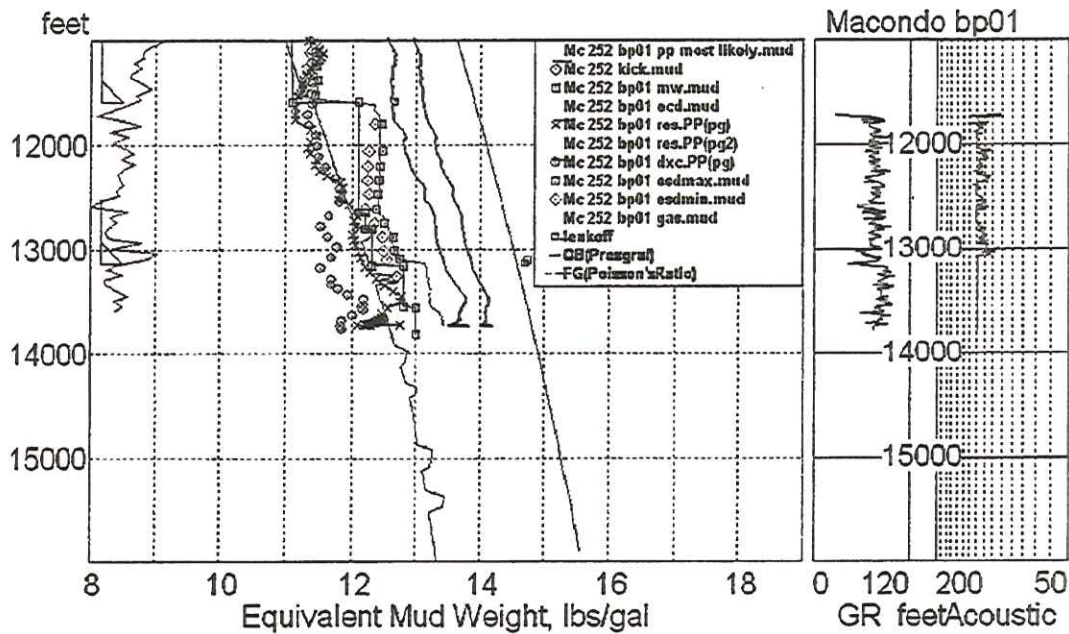 feet
Macondo bp01
Mc 252 bp01 pp most likely.mud
Mc 252 kick.mud
Mc 252 bp01 mw.mud
Mc 252 bp01 ecd.mud
Mc 252 bp01 res.PP(pg)
Mc 252 bp01 res.PP(pg2)
Mc 252 bp01 dxc.PP(pg)
Mc 252 bp01 esdmax.mud
Mc 252 bp01 esdmin.mud
Mc 252 bp01 gas.mud
leakoff
OB(Presgraf)
FG(Poisson'sRatio)
12000
13000
14000
15000
12000
13000
14000
15000
8 10 12 14 16 18
Equivalent Mud Weight, lbs/gal
0 120 200 50
GR feetAcoustic